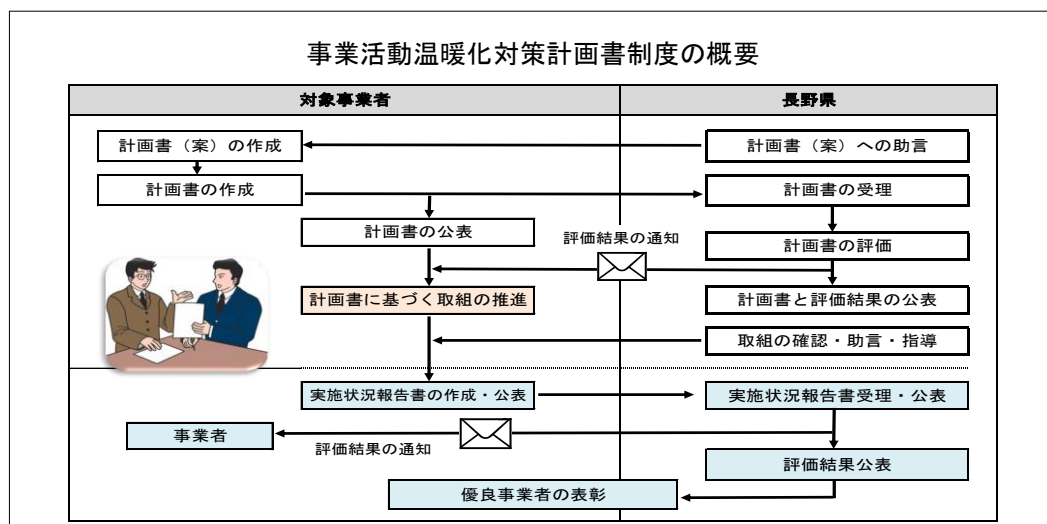 事業活動温暖化対策計画書制度の概要
対象事業者
長野県
計画書（案）の作成
計画書（案）への助言
計画書の作成
計画書の受理
計画書の公表
評価結果の通知
計画書の評価
計画書に基づく取組の推進
計画書と評価結果の公表
取組の確認・助言・指導
実施状況報告書の作成・公表
実施状況報告書受理・公表
事業者
評価結果の通知
評価結果公表
優良事業者の表彰